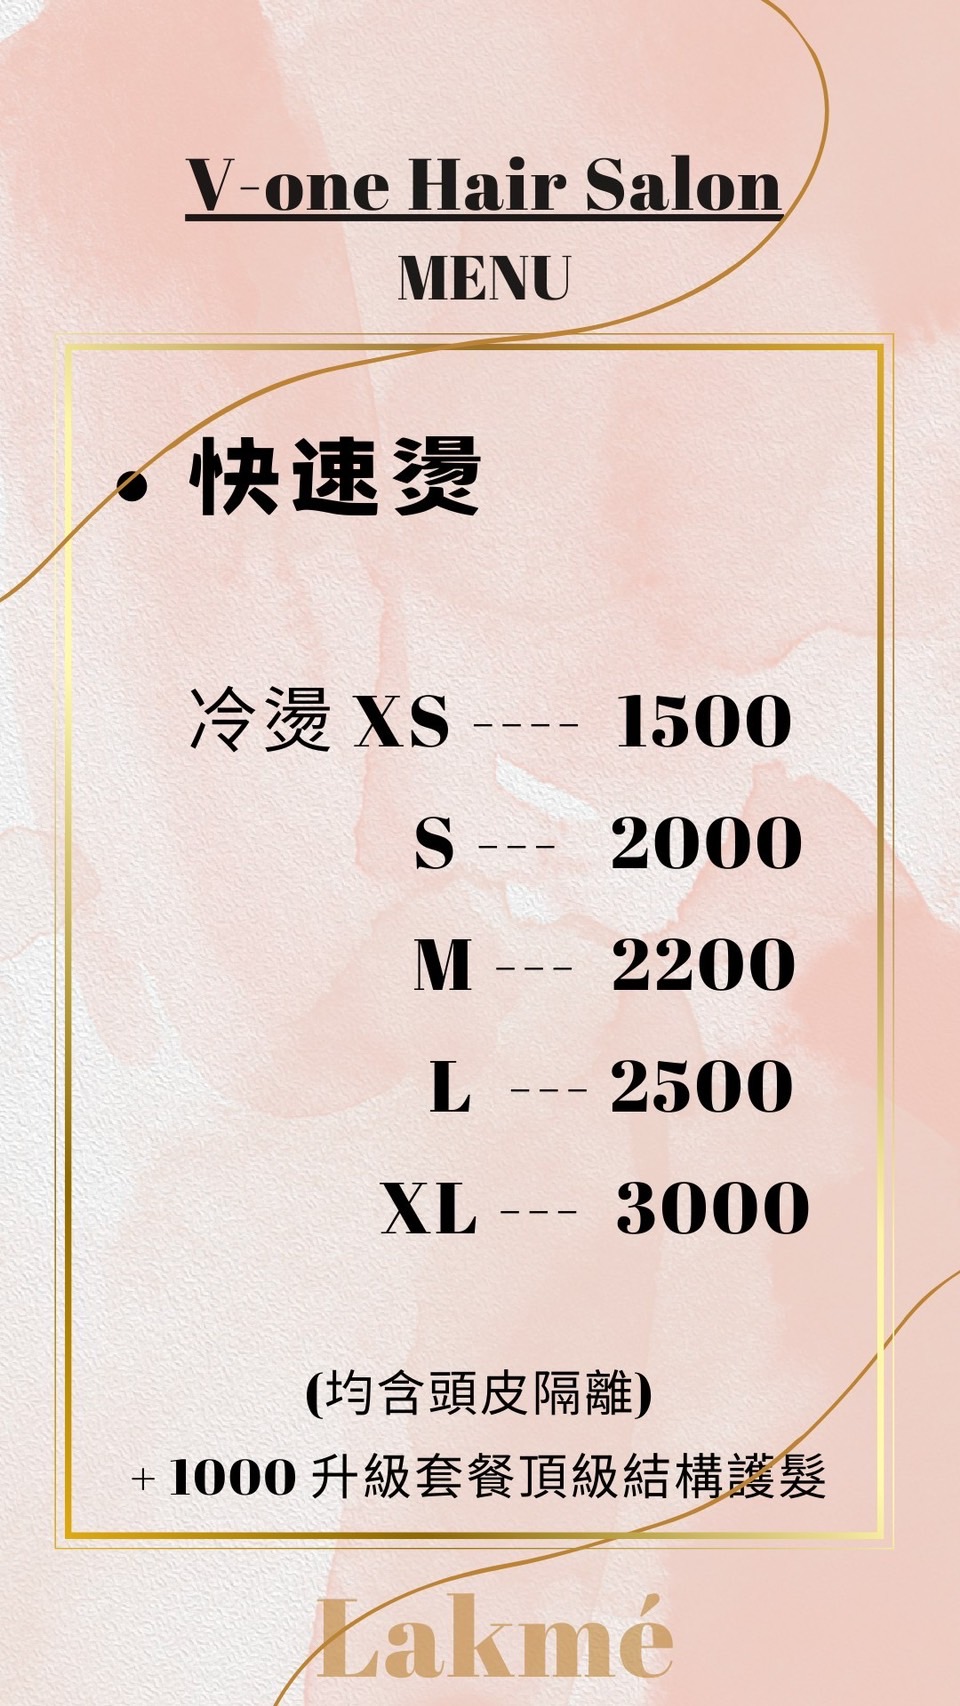 V-one Hair Salon
MENU
• 快速燙
冷燙 XS ---- 1500
S --- 2000
M --- 2200
L --- 2500
XL --- 3000
(均含頭皮隔離)
+ 1000 升級套餐頂級結構護髮
Lakmé